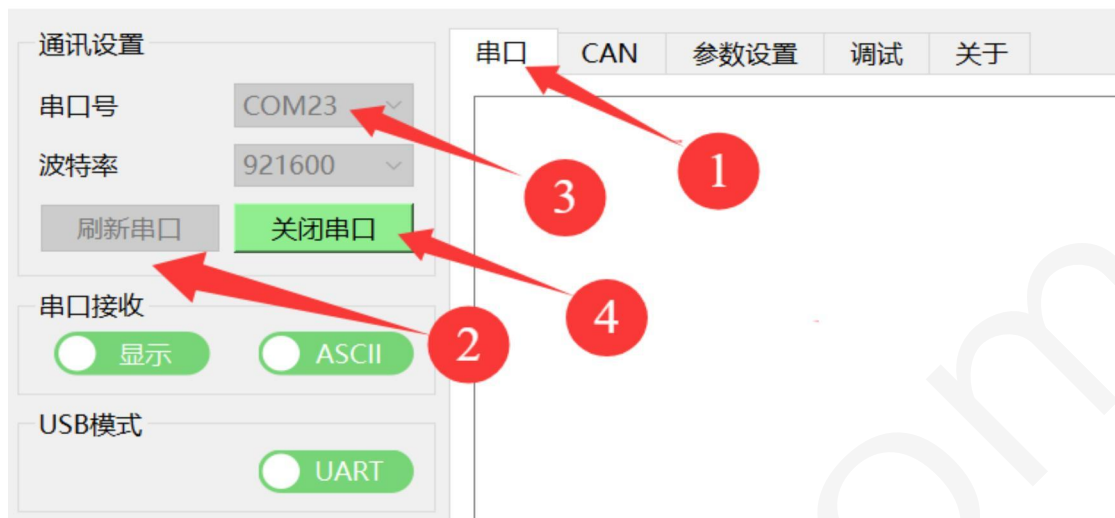 通讯设置
串口 CAN 参数设置 调试 关于
串口号 COM23
1
波特率 921600
3
刷新串口 关闭串口
串口接收
4
2
显示 ASCII
USB模式
UART
om